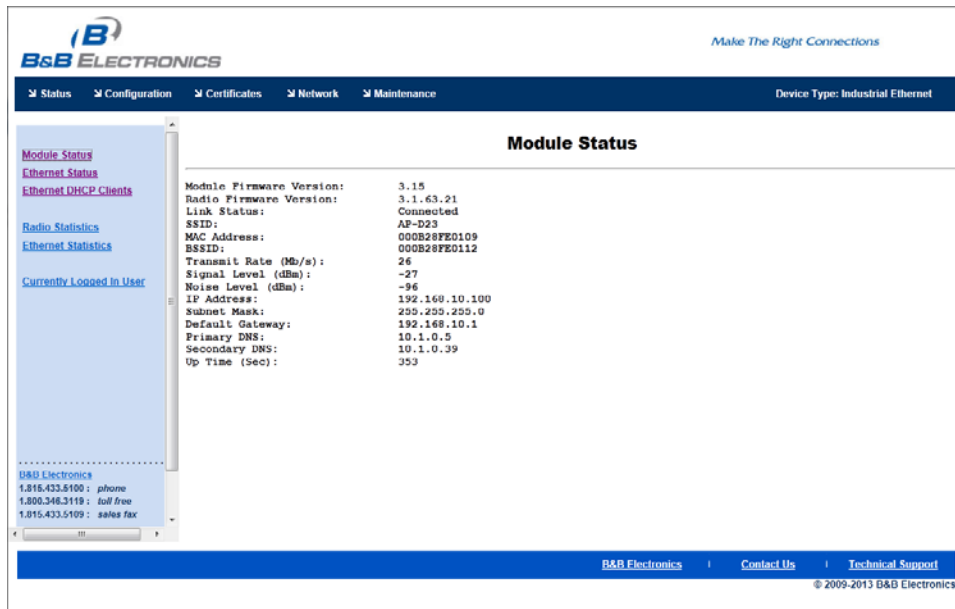 B&B ELECTRONICS
Make The Right Connections
Status Configuration Certificates Network Maintenance Device Type: Industrial Ethernet
Module Status
Ethernet Status
Ethernet DHCP Clients
Radio Statistics
Ethernet Statistics
Currently Logged In User
B&B Electronics
1.815.433.5100 : phone
1.800.346.3119 : toll free
1.815.433.5109 : sales fax
Module Status
Module Firmware Version: 3.15
Radio Firmware Version: 3.1.63.21
Link Status: Connected
SSID: AP-D23
MAC Address: 000B28FE0109
BSSID: 000B28FE0112
Transmit Rate (Mb/s): 26
Signal Level (dBm): -27
Noise Level (dBm): -96
IP Address: 192.168.10.100
Subnet Mask: 255.255.255.0
Default Gateway: 192.168.10.1
Primary DNS: 10.1.0.5
Secondary DNS: 10.1.0.39
Up Time (Sec): 353
B&B Electronics | Contact Us | Technical Support
© 2009-2013 B&B Electronics